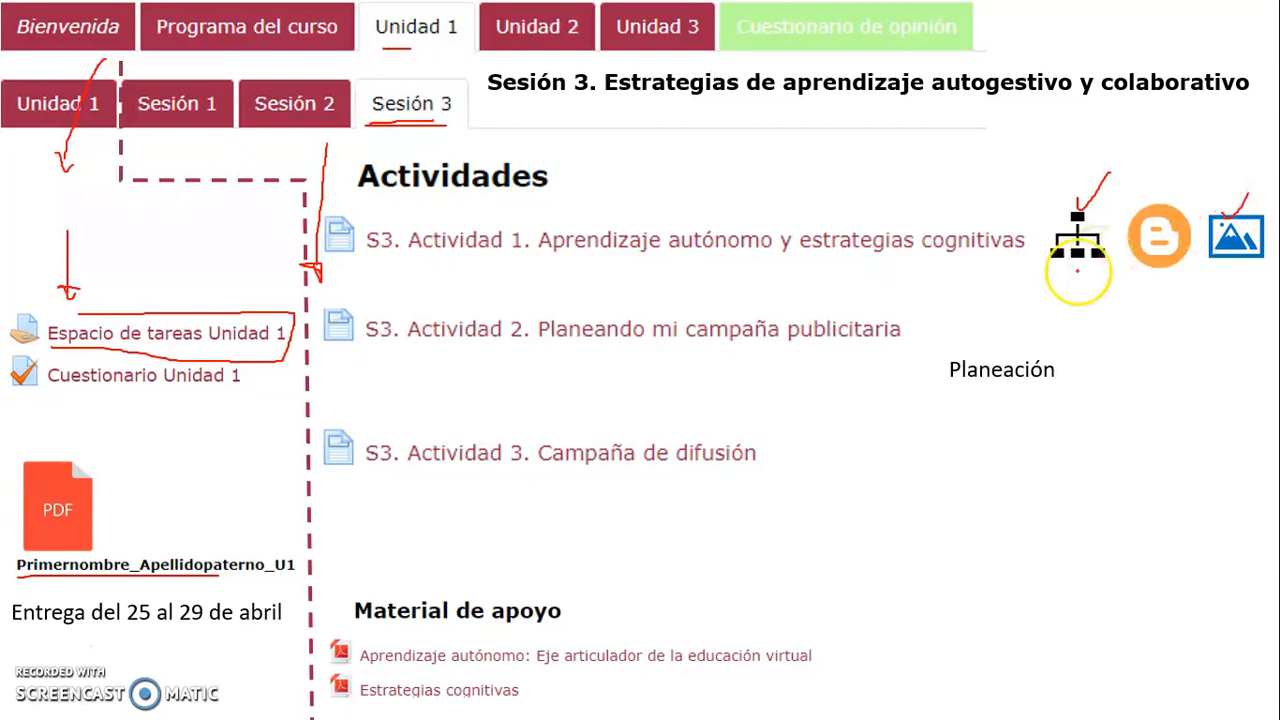 Bienvenida
Programa del curso
Unidad 1
Unidad 2
Unidad 3
Cuestionario de opinión
Unidad 1
Sesión 1
Sesión 2
Sesión 3
Sesión 3. Estrategias de aprendizaje autogestivo y colaborativo
Actividades
S3. Actividad 1. Aprendizaje autónomo y estrategias cognitivas
S3. Actividad 2. Planeando mi campaña publicitaria
Planeación
S3. Actividad 3. Campaña de difusión
Espacio de tareas Unidad 1
Cuestionario Unidad 1
PDF
Primernombre_Apellidopaterno_U1
Entrega del 25 al 29 de abril
Material de apoyo
Aprendizaje autónomo: Eje articulador de la educación virtual
Estrategias cognitivas
RECORDED WITH
SCREENCAST MATIC